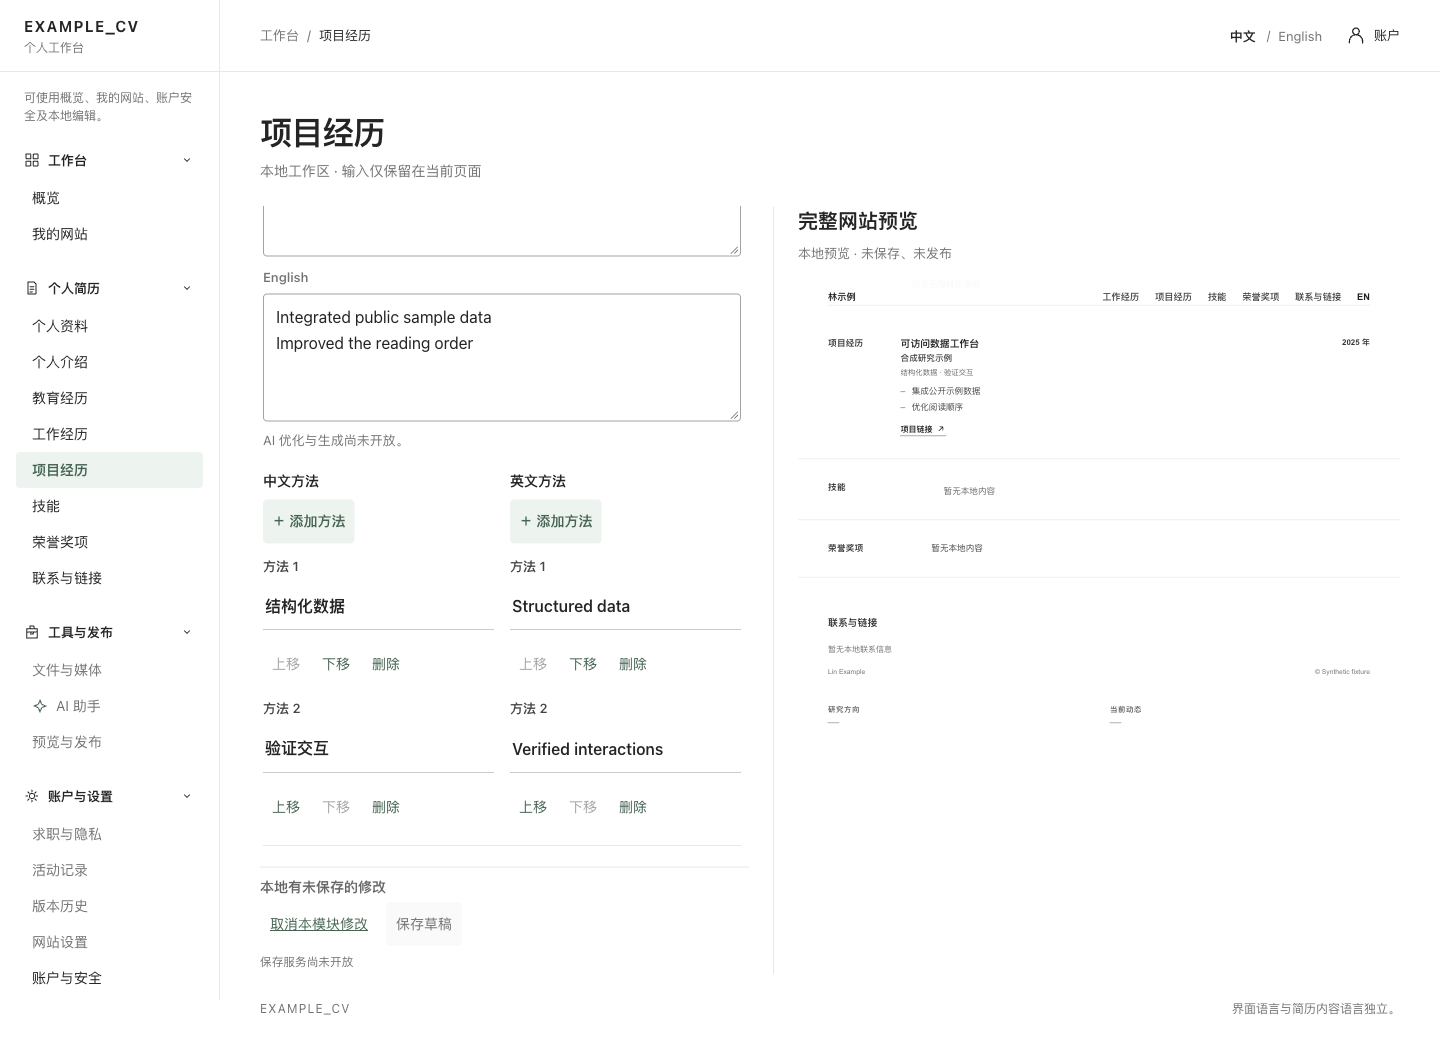 EXAMPLE_CV
个人工作台
可使用概览、我的网站、账户安
全及本地编辑。
工作台
概览
我的网站
个人简历
个人资料
个人介绍
教育经历
工作经历
项目经历
技能
荣誉奖项
联系与链接
工具与发布
文件与媒体
AI 助手
预览与发布
账户与设置
求职与隐私
活动记录
版本历史
网站设置
账户与安全
工作台 / 项目经历
中文 / English
账户
项目经历
本地工作区 · 输入仅保留在当前页面
English
Integrated public sample data
Improved the reading order
AI 优化与生成尚未开放。
中文方法
+ 添加方法
方法 1
结构化数据
上移 下移 删除
方法 2
验证交互
上移 下移 删除
英文方法
+ 添加方法
方法 1
Structured data
上移 下移 删除
方法 2
Verified interactions
上移 下移 删除
本地有未保存的修改
取消本模块修改
保存草稿
保存服务尚未开放
完整网站预览
本地预览 · 未保存、未发布
林示例
工作经历 项目经历 技能 荣誉奖项 联系与链接 EN
项目经历
可访问数据工作台
2025 年
合成研究示例
结构化数据 · 验证交互
– 集成公开示例数据
– 优化阅读顺序
项目链接 ↗
技能
暂无本地内容
荣誉奖项
暂无本地内容
联系与链接
暂无本地联系信息
Lin Example
© Synthetic fixture
研究方向
—
当前动态
—
EXAMPLE_CV
界面语言与简历内容语言独立。